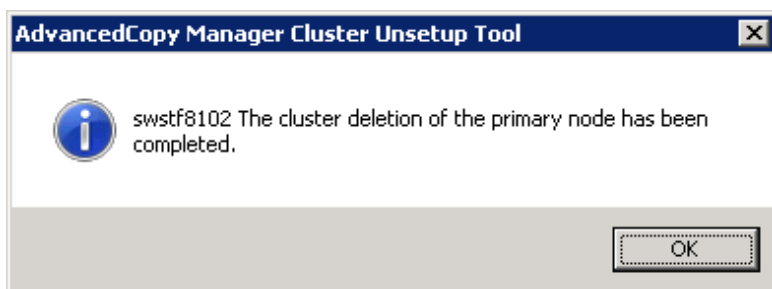 AdvancedCopy Manager Cluster Unsetup Tool
swstf8102 The cluster deletion of the primary node has been
completed.
OK